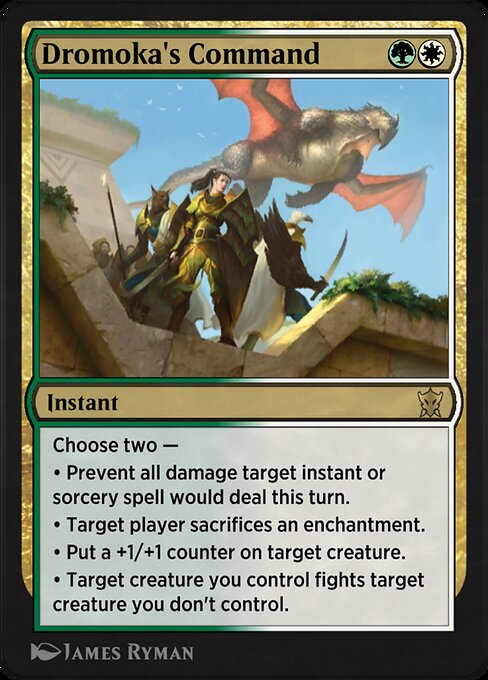 Dromoka's Command
Instant
Choose two —
• Prevent all damage target instant or
sorcery spell would deal this turn.
• Target player sacrifices an enchantment.
• Put a +1/+1 counter on target creature.
• Target creature you control fights target
creature you don't control.
James Ryman